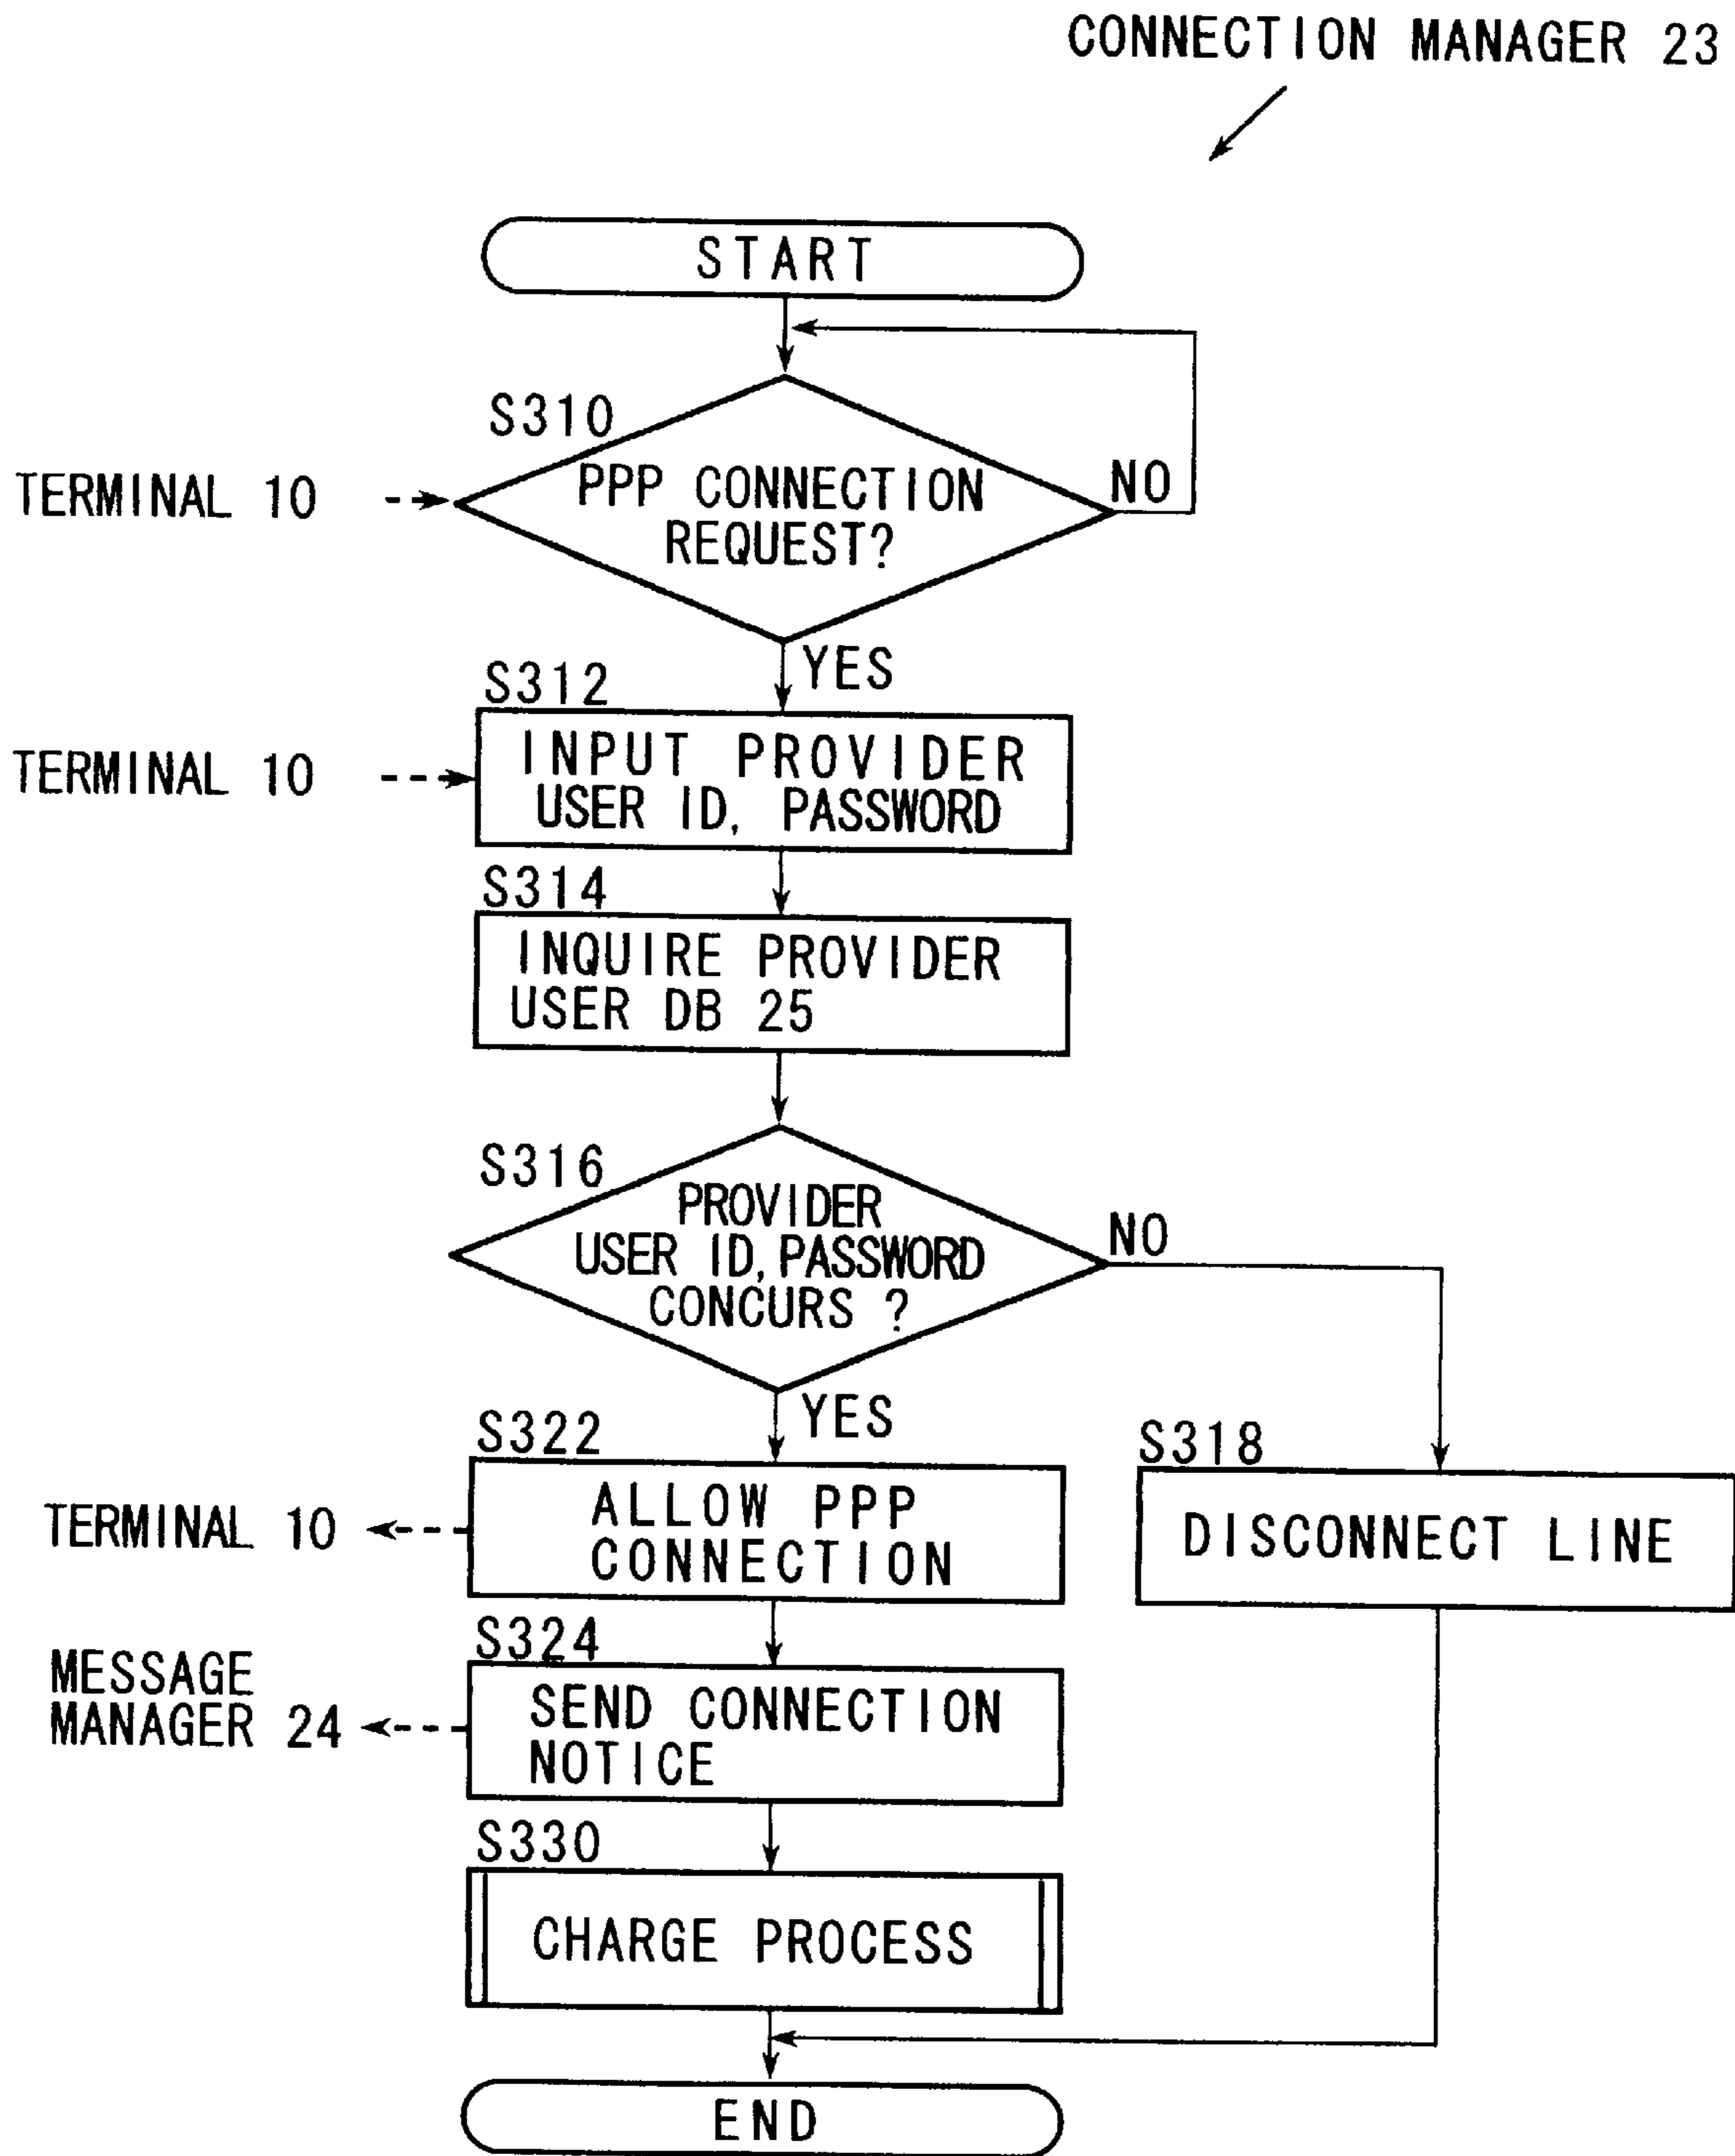 CONNECTION MANAGER 23
START
S310
TERMINAL 10
PPP CONNECTION
REQUEST?
NO
YES
S312
TERMINAL 10
INPUT PROVIDER
USER ID, PASSWORD
S314
INQUIRE PROVIDER
USER DB 25
S316
PROVIDER
USER ID, PASSWORD
CONCURS ?
NO
YES
S322
TERMINAL 10
ALLOW PPP
CONNECTION
S318
DISCONNECT LINE
S324
MESSAGE
MANAGER 24
SEND CONNECTION
NOTICE
S330
CHARGE PROCESS
END